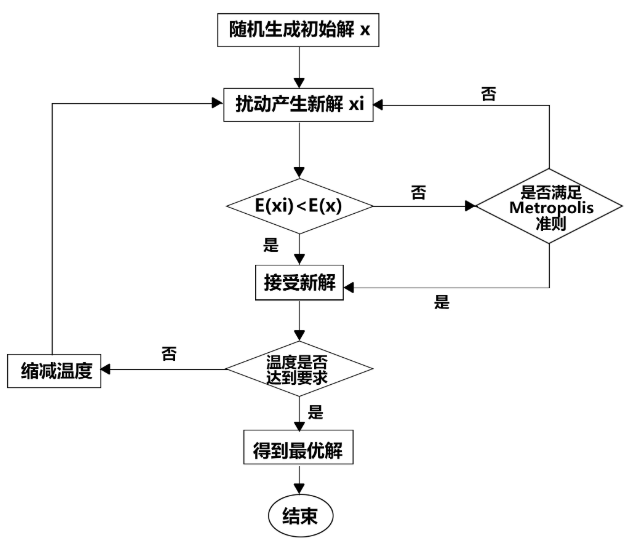 随机生成初始解 x
扰动产生新解 xi
否
E(xi)<E(x)
否
是否满足
Metropolis
准则
是
接受新解
是
否
温度是否
达到要求
缩减温度
是
得到最优解
结束